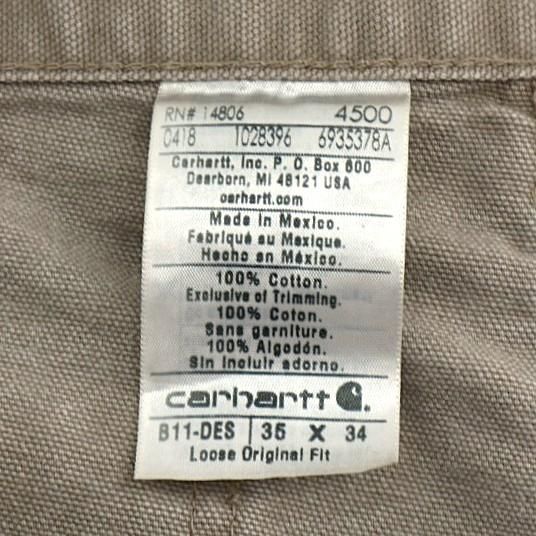 RN# 14806 4500
0418 1028396 6935378A
Carhartt, Inc. P. O. Box 600
Dearborn, MI 48121 USA
carhartt.com
Made in Mexico.
Fabriqué au Mexique.
Hecho en México.
100% Cotton.
Exclusive of Trimming.
100% Coton.
Sans garniture.
100% Algodón.
Sin incluir adorno.
carhartt
B11-DES 35 X 34
Loose Original Fit